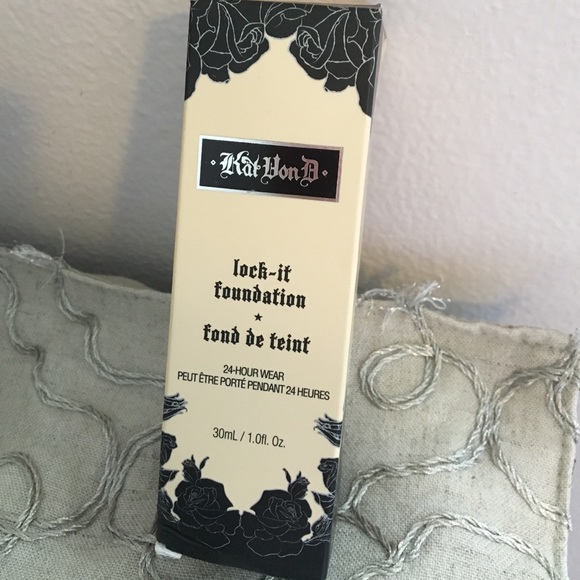 Kat Von D
lock-it
foundation
fond de teint
24-HOUR WEAR
PEUT ÊTRE PORTÉ PENDANT 24 HEURES
30mL / 1.0fl. Oz.